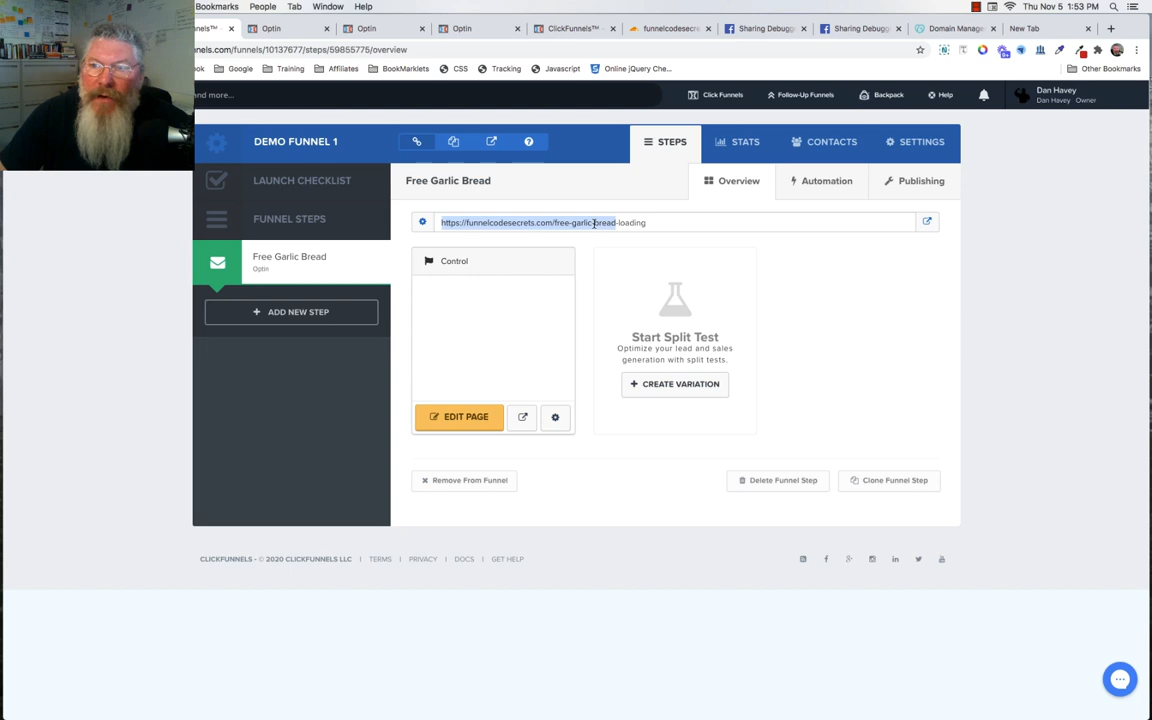 Bookmarks People Tab Window Help
Thu Nov 5 1:53 PM
nnels™ - Optin Optin Optin ClickFunnels™ - funnelcodesecrets Sharing Debugg Sharing Debugg Domain Manage New Tab
nels.com/funnels/10137677/steps/59855775/overview
ok Google Training Affiliates BookMarklets CSS Tracking Javascript Online jQuery Che... Other Bookmarks
and more...
Click Funnels Follow-Up Funnels Backpack Help
Dan Havey
Dan Havey Owner
DEMO FUNNEL 1
STEPS STATS CONTACTS SETTINGS
LAUNCH CHECKLIST
Free Garlic Bread
Overview Automation Publishing
FUNNEL STEPS
https://funnelcodesecrets.com/free-garlic-bread-loading
Free Garlic Bread
Optin
Control
ADD NEW STEP
Start Split Test
Optimize your lead and sales
generation with split tests.
CREATE VARIATION
EDIT PAGE
Remove From Funnel Delete Funnel Step Clone Funnel Step
CLICKFUNNELS - © 2020 CLICKFUNNELS LLC | TERMS | PRIVACY | DOCS | GET HELP